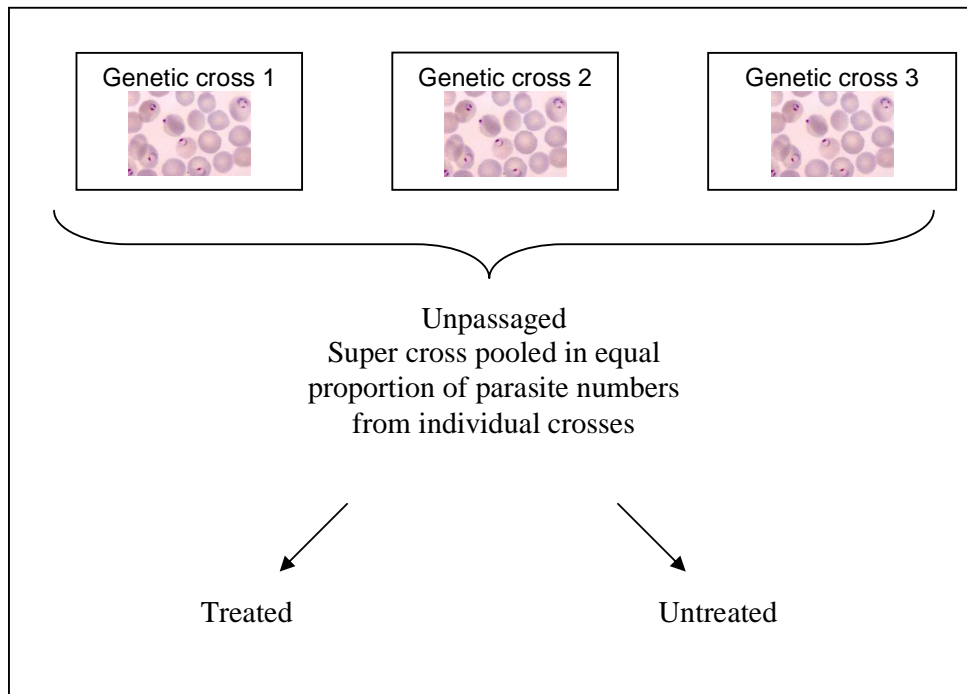 Genetic cross 1
Genetic cross 2
Genetic cross 3
Unpassaged
Super cross pooled in equal
proportion of parasite numbers
from individual crosses
Treated
Untreated